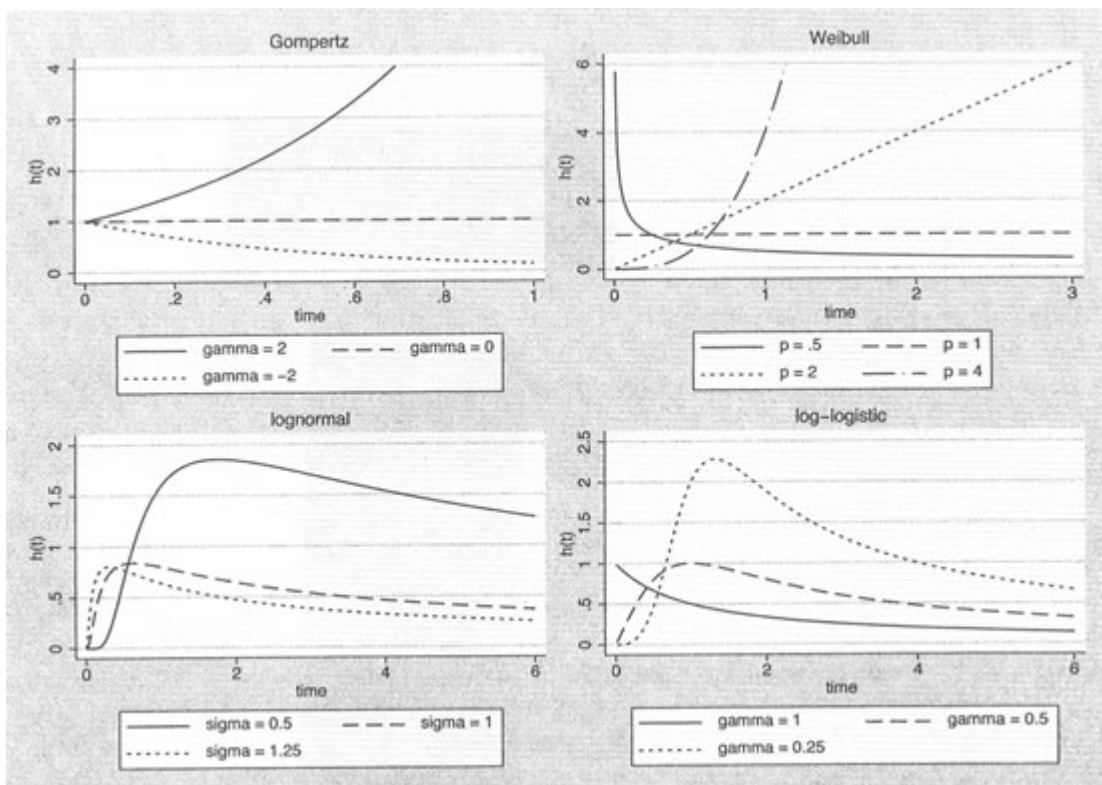 Gompertz
h(t)
4
3
2
1
0
0 .2 .4 .6 .8 1
time
gamma = 2 gamma = 0
gamma = −2
Weibull
h(t)
6
4
2
0
0 1 2 3
time
p = .5 p = 1
p = 2 p = 4
lognormal
h(t)
2
1.5
1
.5
0
0 2 4 6
time
sigma = 0.5 sigma = 1
sigma = 1.25
log−logistic
h(t)
2.5
2
1.5
1
.5
0
0 2 4 6
time
gamma = 1 gamma = 0.5
gamma = 0.25